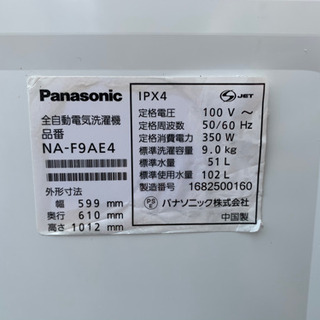 Panasonic
全自動電気洗濯機
品番
NA-F9AE4
外形寸法
幅 599 mm
奥行 610 mm
高さ 1012 mm
IPX4
S JET
定格電圧 100 V ～
定格周波数 50/60 Hz
定格消費電力 350 W
標準洗濯容量 9.0 kg
標準水量 51 L
標準使用水量 102 L
製造番号 1682500160
PS E パナソニック株式会社
中国製